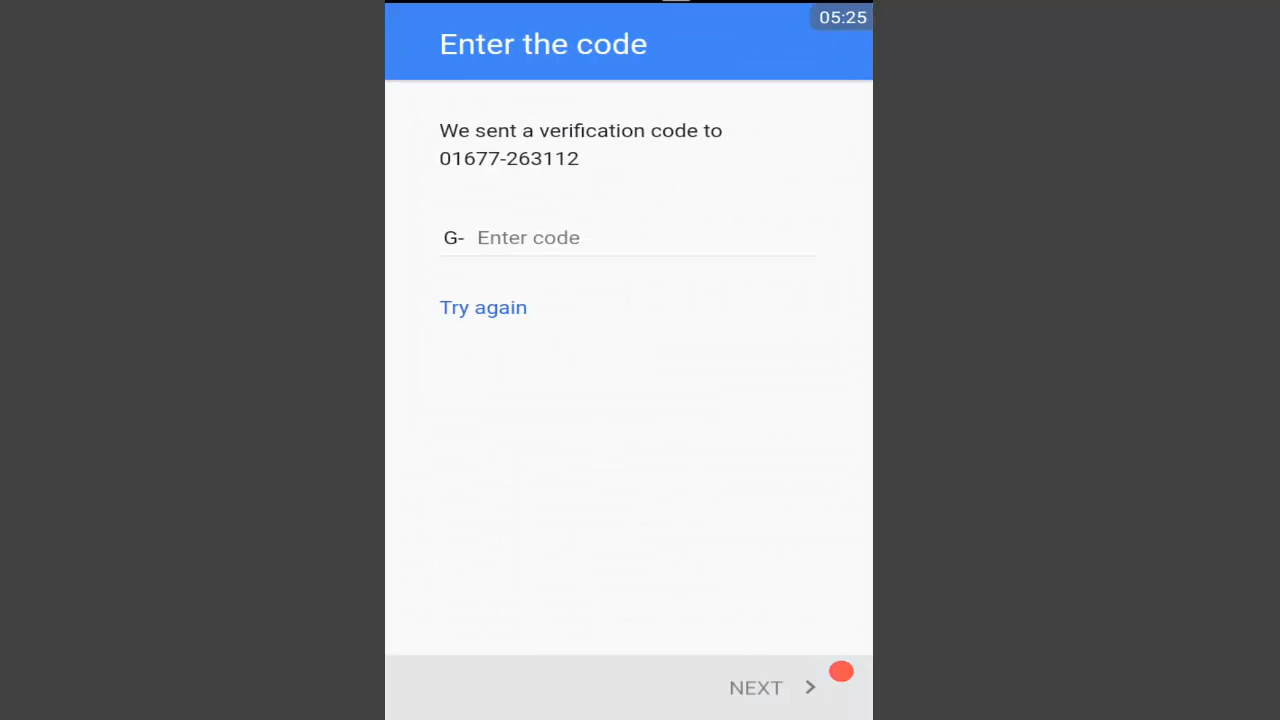 05:25
Enter the code
We sent a verification code to
01677-263112
G- Enter code
Try again
NEXT